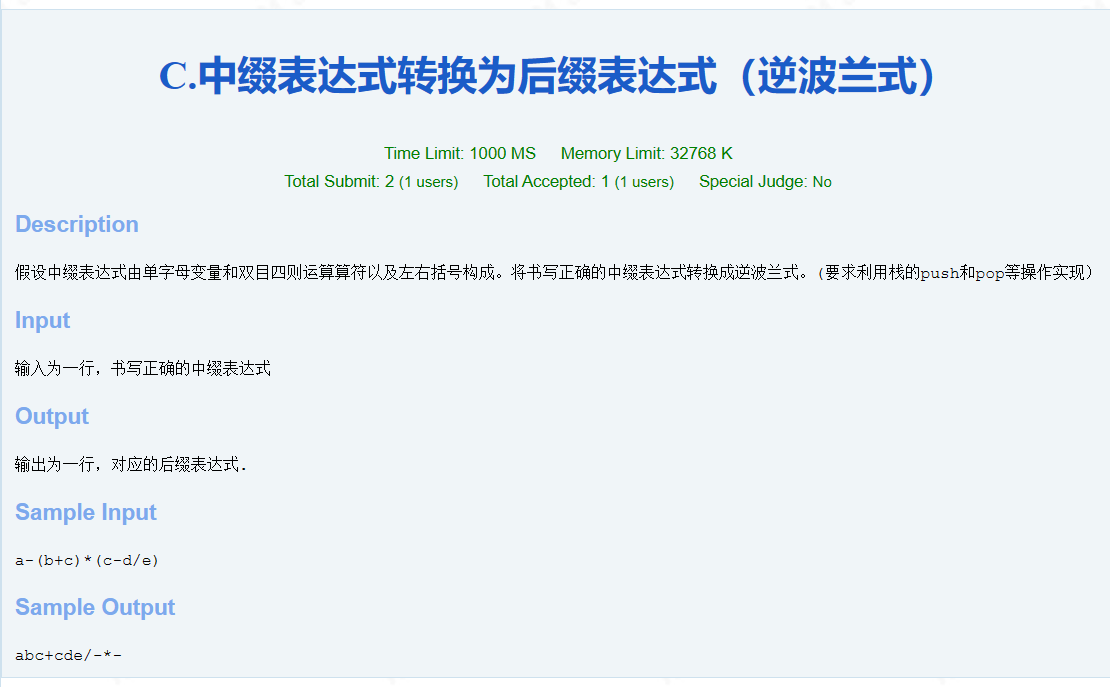 C.中缀表达式转换为后缀表达式（逆波兰式）
Time Limit: 1000 MS Memory Limit: 32768 K
Total Submit: 2 (1 users) Total Accepted: 1 (1 users) Special Judge: No
Description
假设中缀表达式由单字母变量和双目四则运算算符以及左右括号构成。将书写正确的中缀表达式转换成逆波兰式。(要求利用栈的push和pop等操作实现）
Input
输入为一行，书写正确的中缀表达式
Output
输出为一行，对应的后缀表达式.
Sample Input
a-(b+c)*(c-d/e)
Sample Output
abc+cde/-*-